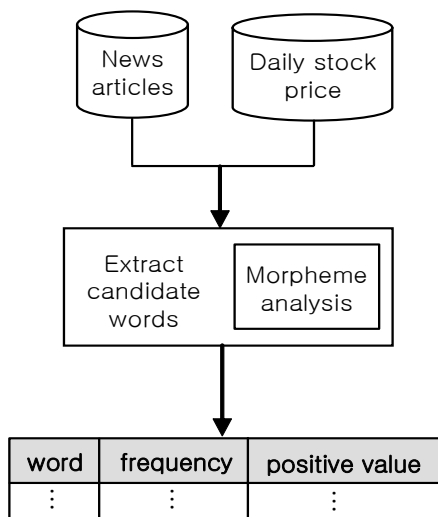 News
articles
Daily stock
price
Extract
candidate
words
Morpheme
analysis
word frequency positive value
⋮ ⋮ ⋮